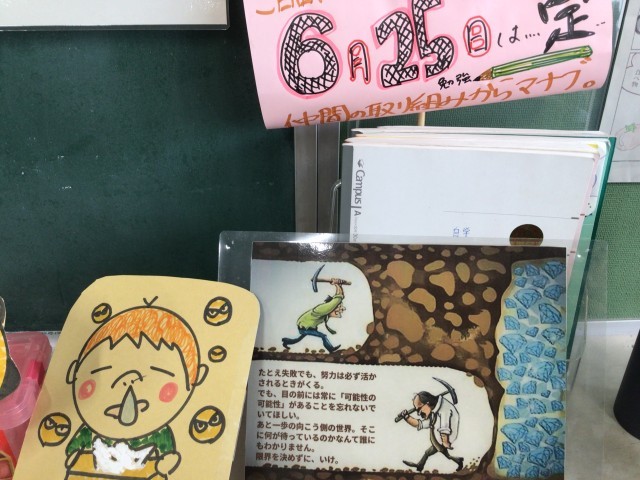 6月25日は…定
勉強
仲間の取り組みからマナブ。
Campus A
自学
たとえ失敗でも、努力は必ず活か
されるときがくる。
でも、目の前には常に「可能性の
可能性」があることを忘れないで
いてほしい。
あと一歩の向こう側の世界。そこ
に何が待っているのかなんて誰に
もわかりません。
限界を決めずに、いけ。